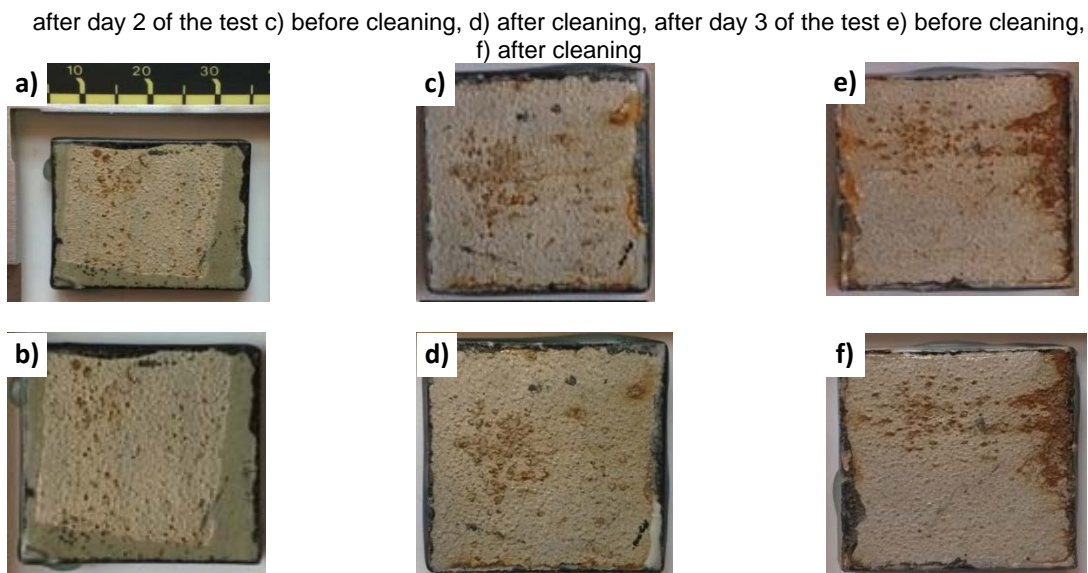 after day 2 of the test c) before cleaning, d) after cleaning, after day 3 of the test e) before cleaning,
f) after cleaning
a)
10 20 30
c)
e)
b)
d)
f)